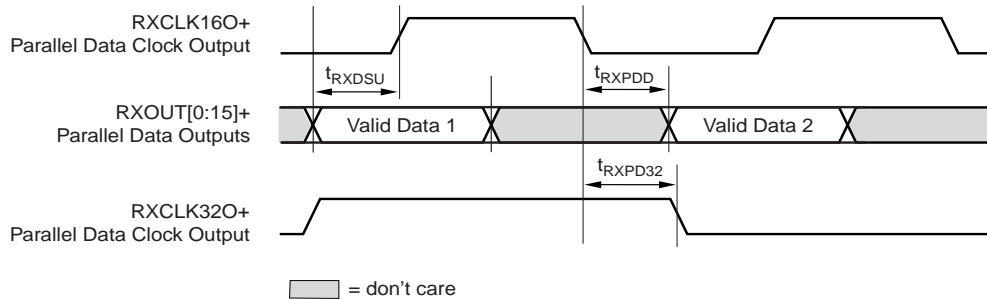 RXCLK16O+
Parallel Data Clock Output
tRXDSU
tRXPDD
RXOUT[0:15]+
Parallel Data Outputs
Valid Data 1
Valid Data 2
tRXPD32
RXCLK32O+
Parallel Data Clock Output
= don't care